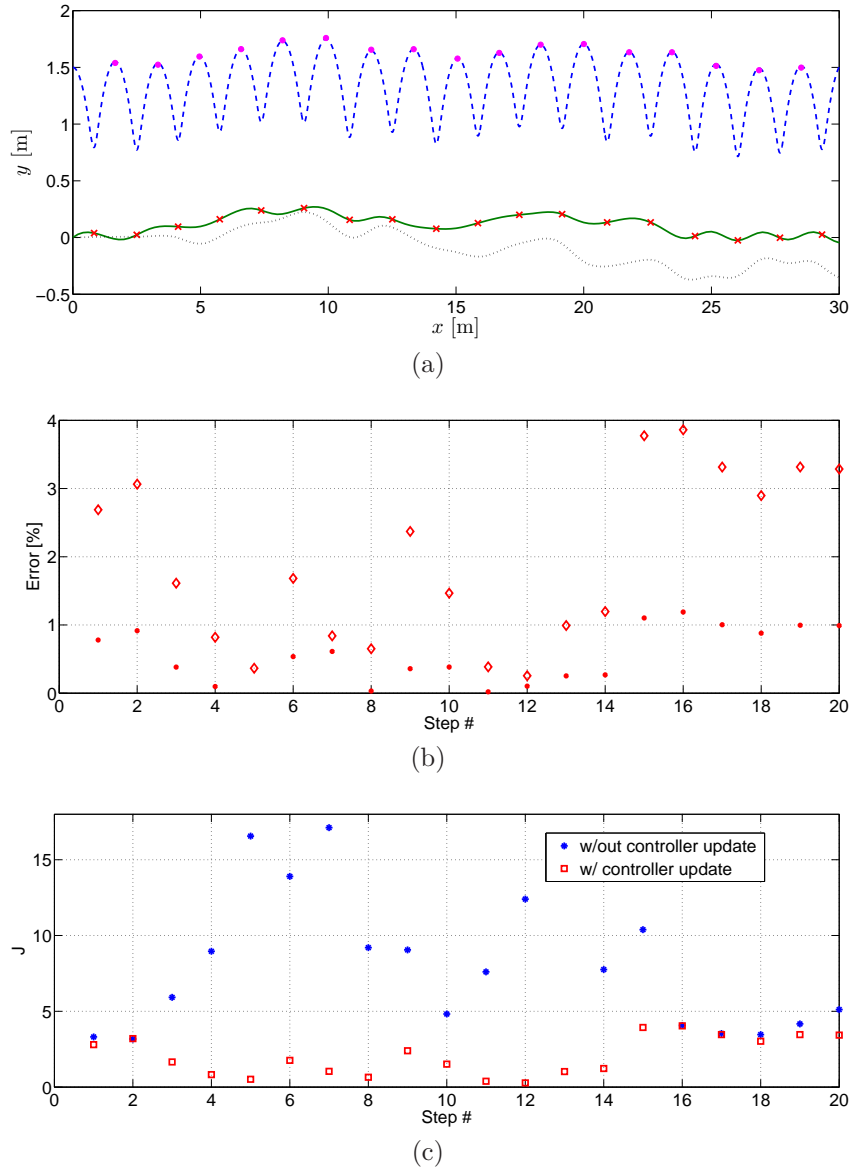 2
1.5
1
0.5
0
−0.5
y [m]
0 5 10 15 20 25 30
x [m]
(a)
4
3
2
1
0
Error [%]
0 2 4 6 8 10 12 14 16 18 20
Step #
(b)
15
10
5
0
J
w/out controller update
w/ controller update
0 2 4 6 8 10 12 14 16 18 20
Step #
(c)